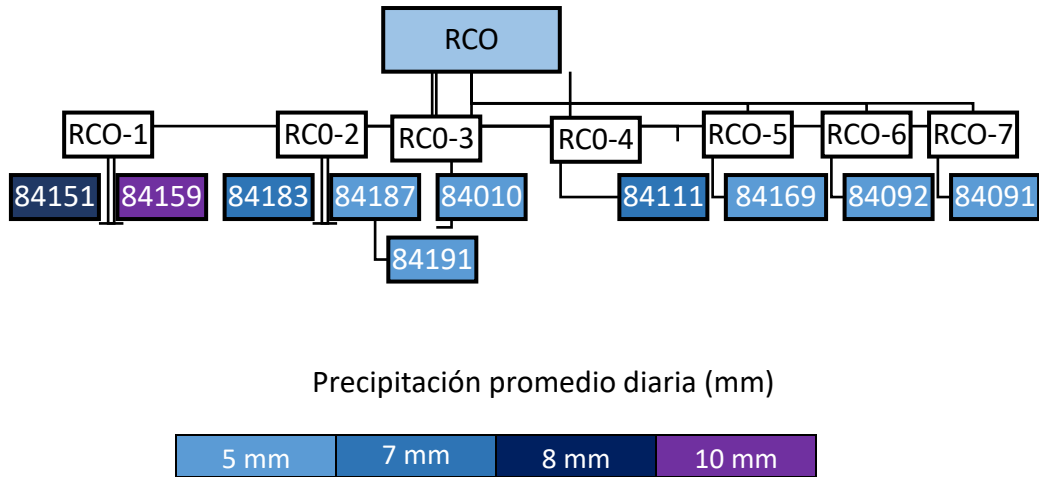 RCO
RCO-1
RC0-2
RC0-3
RC0-4
RCO-5
RCO-6
RCO-7
84151
84159
84183
84187
84010
84111
84169
84092
84091
84191
Precipitación promedio diaria (mm)
5 mm
7 mm
8 mm
10 mm